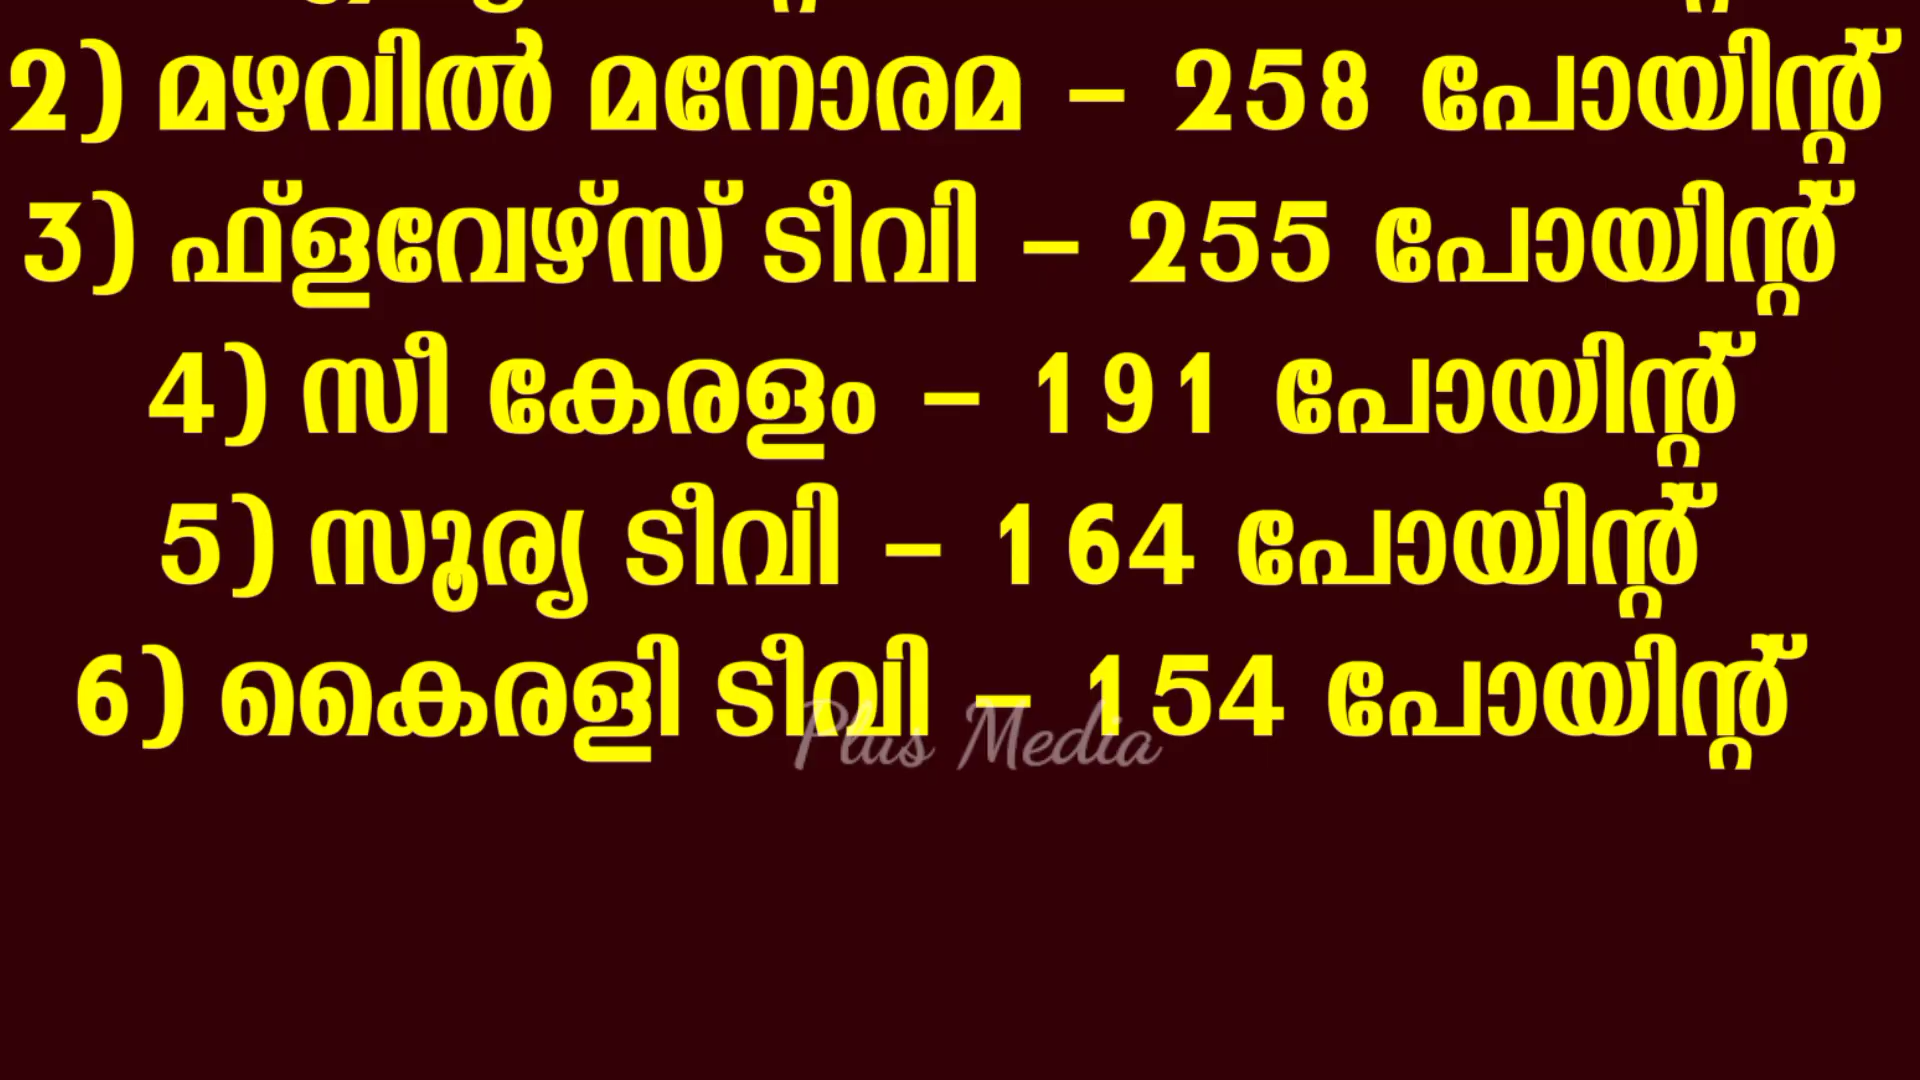 2) മഴവിൽ മനോരമ - 258 പോയിന്റ്
3) ഫ്ളവേഴ്സ് ടീവി - 255 പോയിന്റ്
4) സീ കേരളം - 191 പോയിന്റ്
5) സൂര്യ ടീവി - 164 പോയിന്റ്
6) കൈരളി ടീവി - 154 പോയിന്റ്
Plus Media